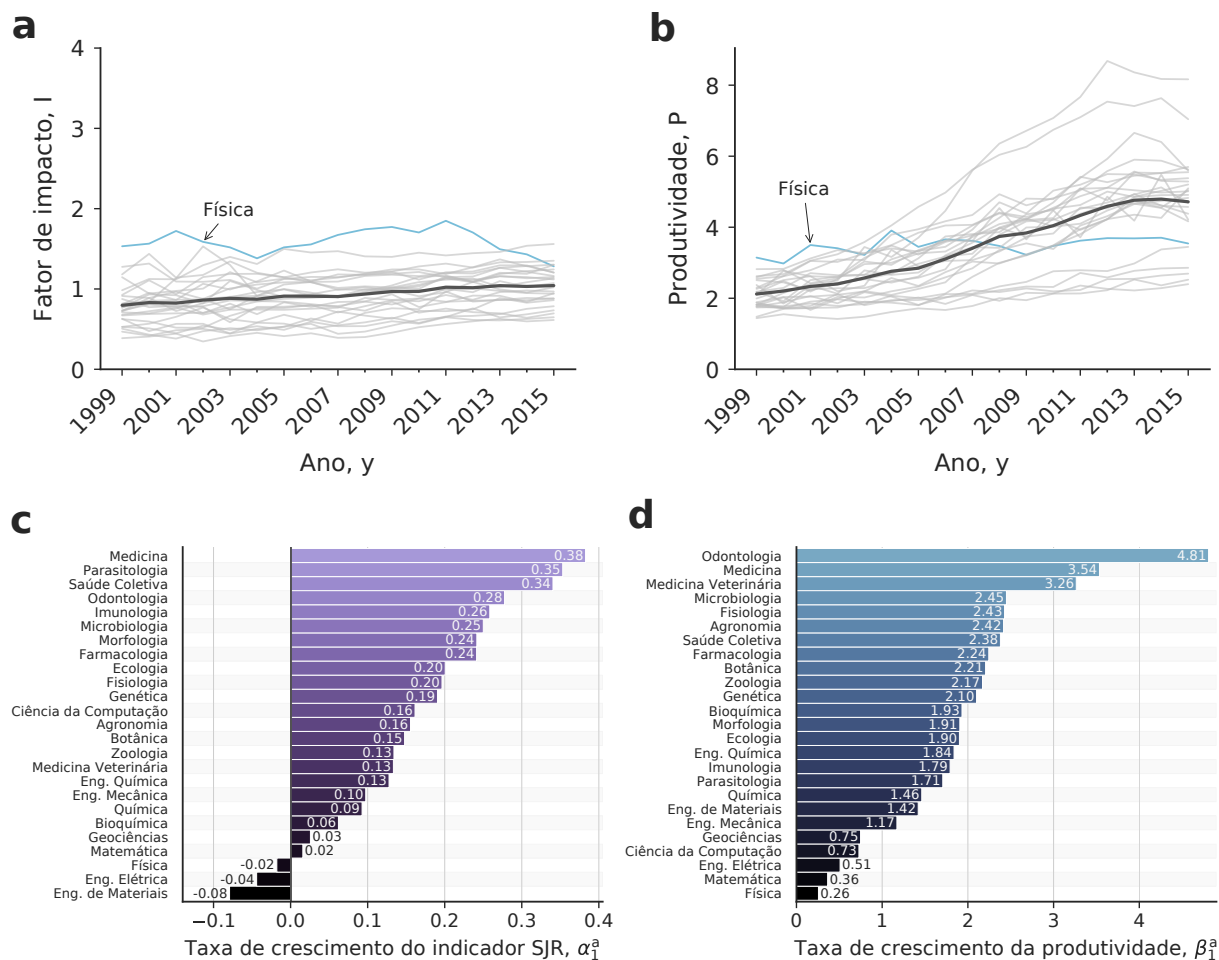 a
Fator de impacto, I
4
3
2
1
0
Física
1999
2001
2003
2005
2007
2009
2011
2013
2015
Ano, y
b
Produtividade, P
8
6
4
2
0
Física
1999
2001
2003
2005
2007
2009
2011
2013
2015
Ano, y
c
Medicina 0.38
Parasitologia 0.35
Saúde Coletiva 0.34
Odontologia 0.28
Imunologia 0.26
Microbiologia 0.25
Morfologia 0.24
Farmacologia 0.24
Ecologia 0.20
Fisiologia 0.20
Genética 0.19
Ciência da Computação 0.16
Agronomia 0.16
Botânica 0.15
Zoologia 0.13
Medicina Veterinária 0.13
Eng. Química 0.13
Eng. Mecânica 0.10
Química 0.09
Bioquímica 0.06
Geociências 0.03
Matemática 0.02
Física -0.02
Eng. Elétrica -0.04
Eng. de Materiais -0.08
−0.1 0.0 0.1 0.2 0.3 0.4
Taxa de crescimento do indicador SJR, α₁ᵃ
d
Odontologia 4.81
Medicina 3.54
Medicina Veterinária 3.26
Microbiologia 2.45
Fisiologia 2.43
Agronomia 2.42
Saúde Coletiva 2.38
Farmacologia 2.24
Botânica 2.21
Zoologia 2.17
Genética 2.10
Bioquímica 1.93
Morfologia 1.91
Ecologia 1.90
Eng. Química 1.84
Imunologia 1.79
Parasitologia 1.71
Química 1.46
Eng. de Materiais 1.42
Eng. Mecânica 1.17
Geociências 0.75
Ciência da Computação 0.73
Eng. Elétrica 0.51
Matemática 0.36
Física 0.26
0 1 2 3 4
Taxa de crescimento da produtividade, β₁ᵃ